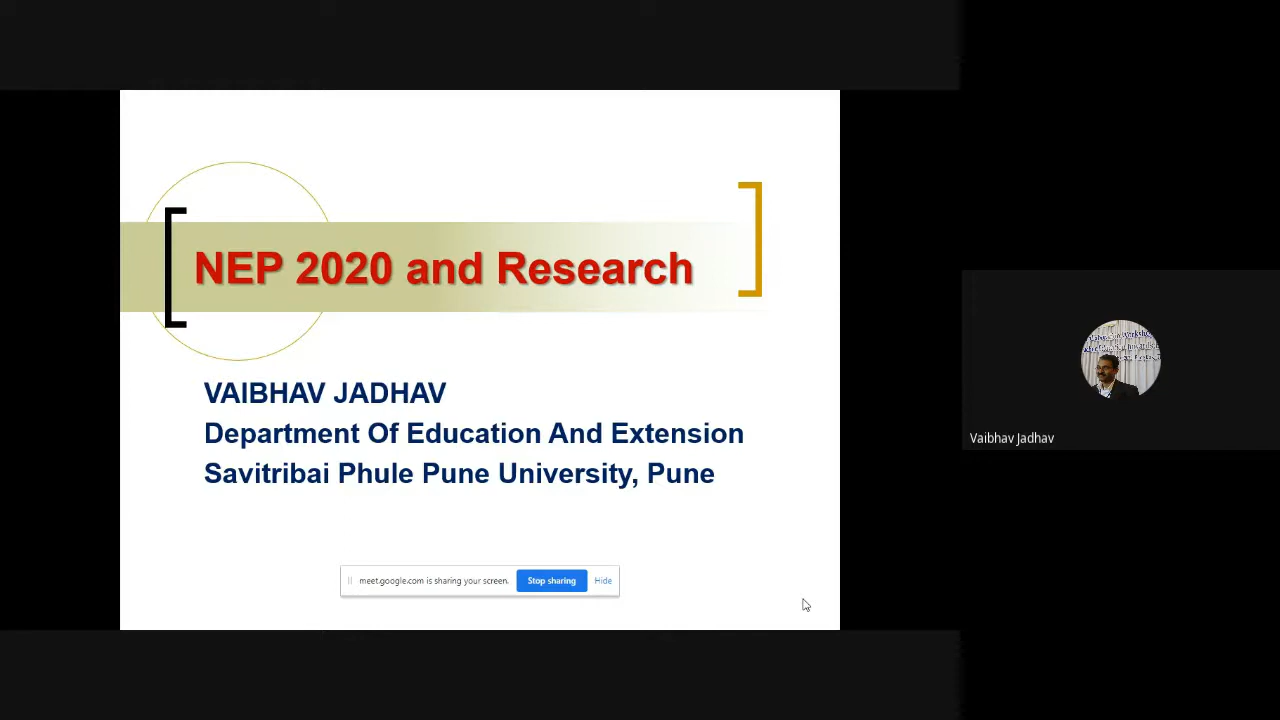 NEP 2020 and Research
VAIBHAV JADHAV
Department Of Education And Extension
Savitribai Phule Pune University, Pune
meet.google.com is sharing your screen.
Stop sharing
Hide
Vaibhav Jadhav